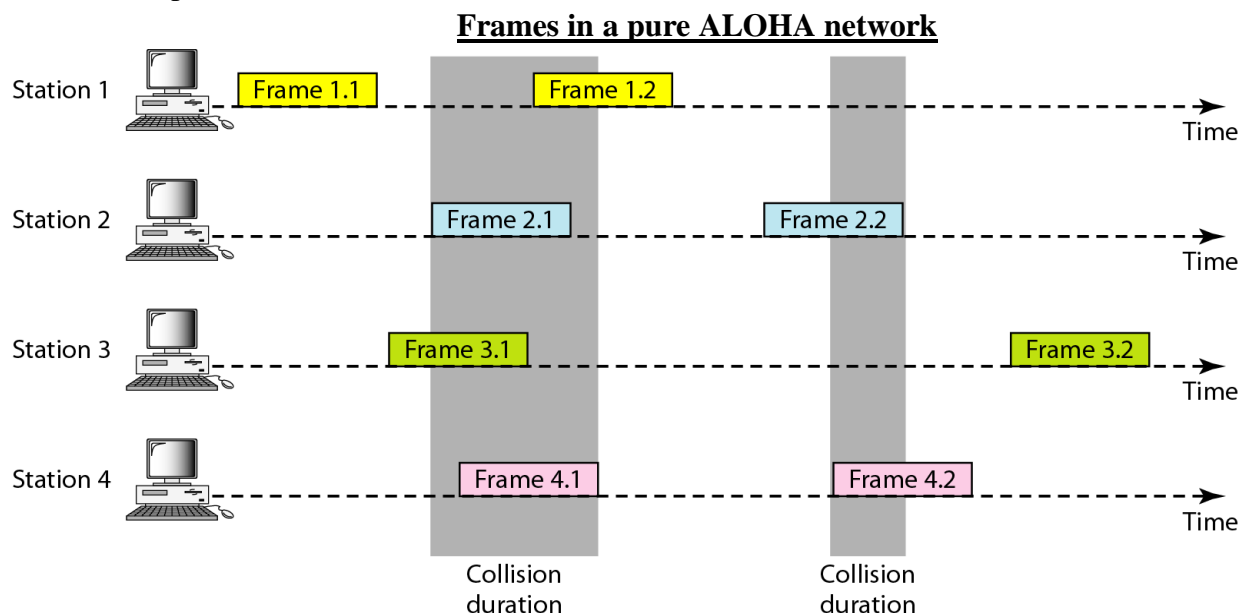 Frames in a pure ALOHA network
Station 1
Frame 1.1
Frame 1.2
Time
Station 2
Frame 2.1
Frame 2.2
Time
Station 3
Frame 3.1
Frame 3.2
Time
Station 4
Frame 4.1
Frame 4.2
Time
Collision
duration
Collision
duration